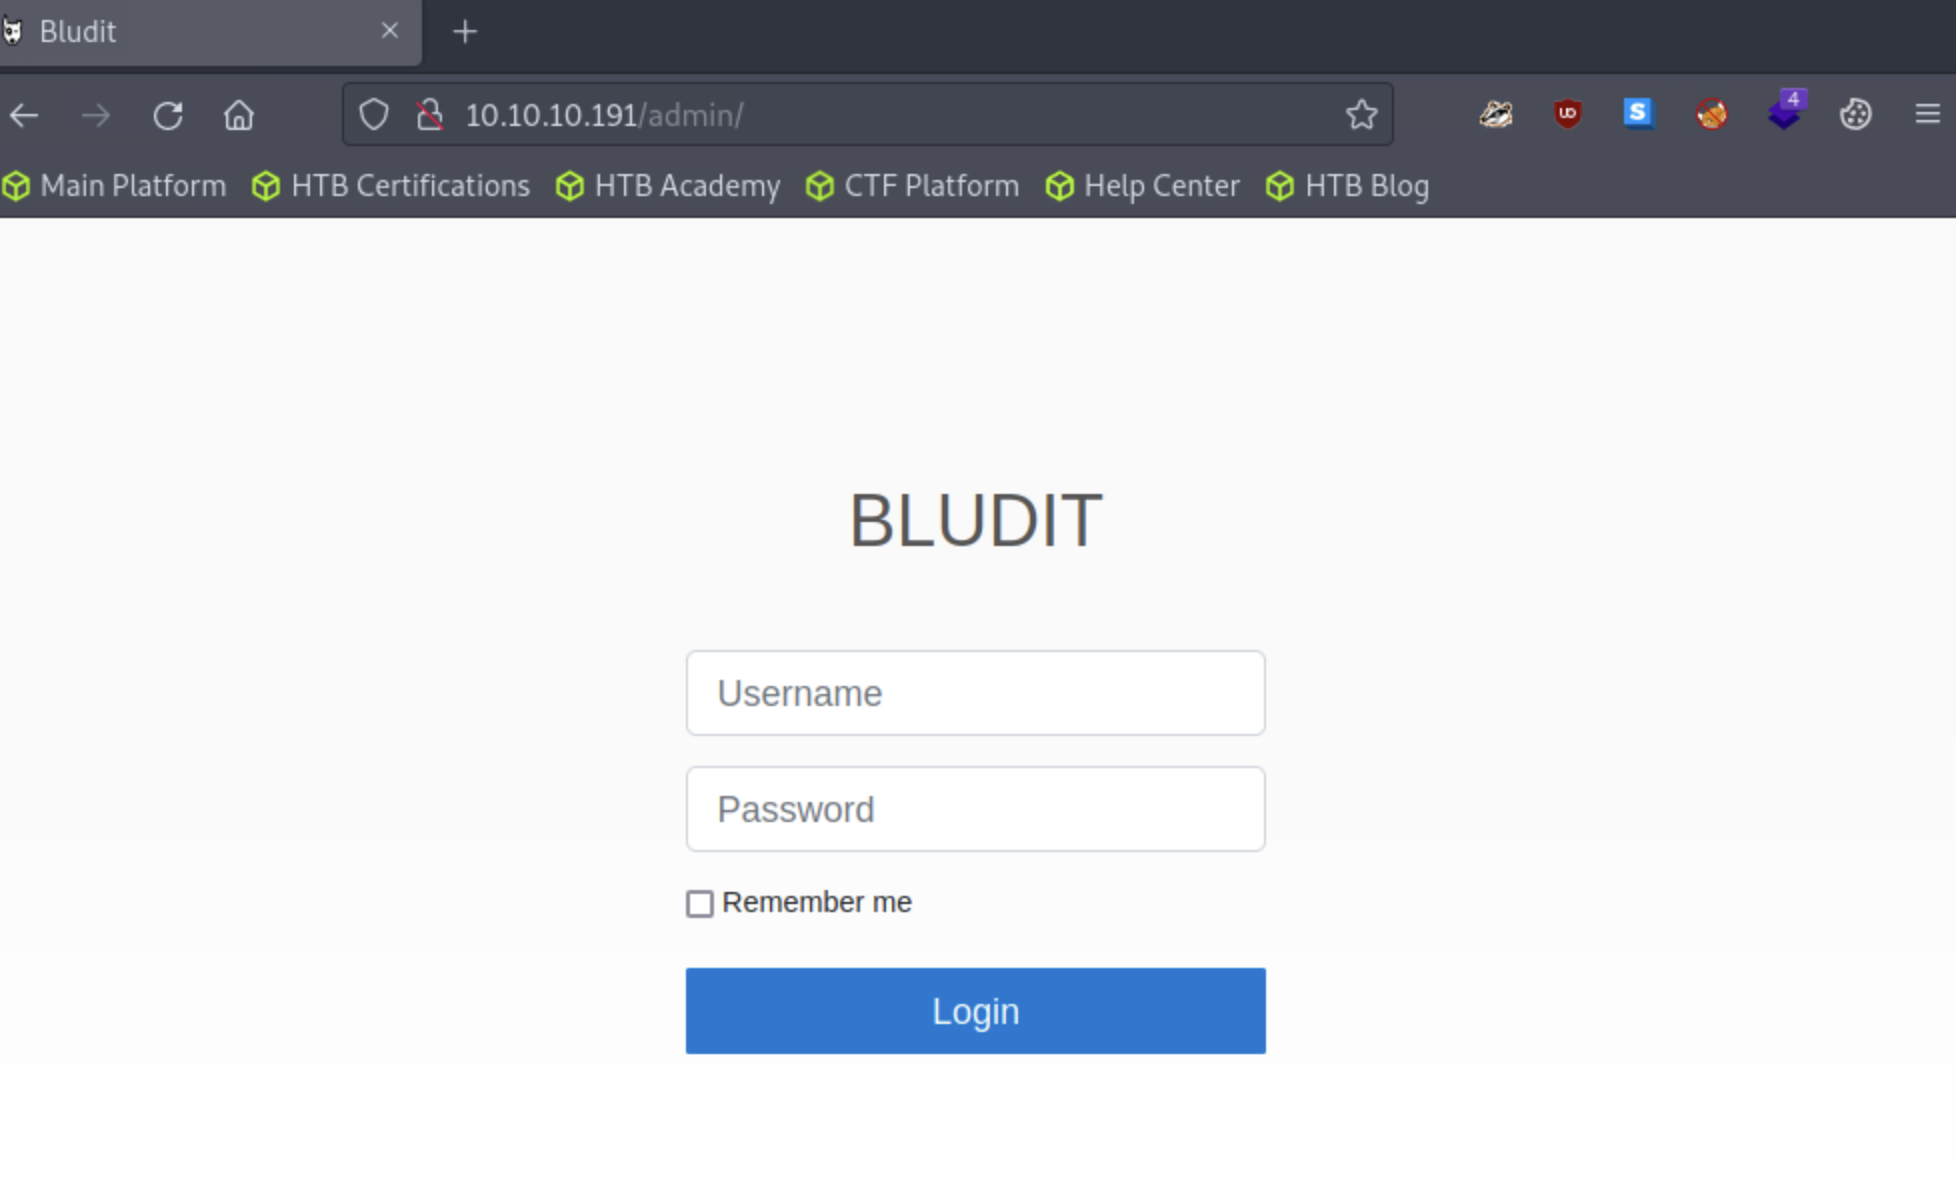 Bludit
10.10.10.191/admin/
S
4
Main Platform HTB Certifications HTB Academy CTF Platform Help Center HTB Blog
BLUDIT
Username
Password
Remember me
Login